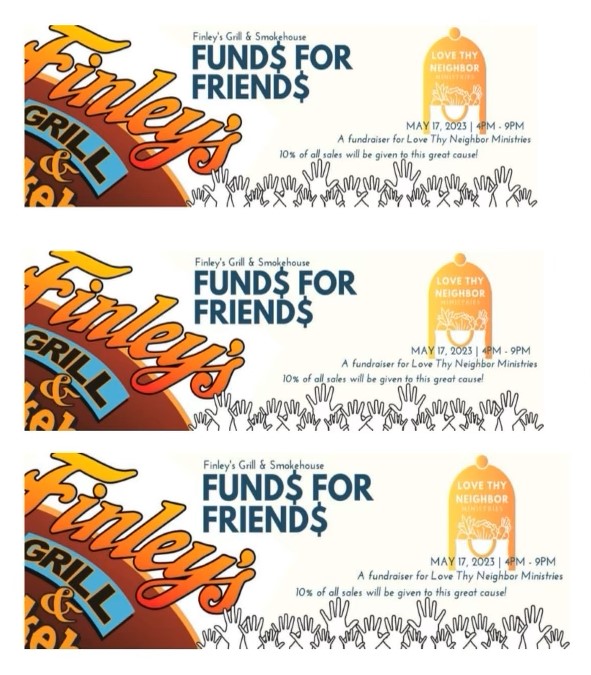 Finley's
GRILL
&
Finley's Grill & Smokehouse
FUND$ FOR
FRIEND$
LOVE THY
NEIGHBOR
MINISTRIES
MAY 17, 2023 | 4PM - 9PM
A fundraiser for Love Thy Neighbor Ministries
10% of all sales will be given to this great cause!
Finley's
GRILL
&
Finley's Grill & Smokehouse
FUND$ FOR
FRIEND$
LOVE THY
NEIGHBOR
MINISTRIES
MAY 17, 2023 | 4PM - 9PM
A fundraiser for Love Thy Neighbor Ministries
10% of all sales will be given to this great cause!
Finley's
GRILL
&
Finley's Grill & Smokehouse
FUND$ FOR
FRIEND$
LOVE THY
NEIGHBOR
MINISTRIES
MAY 17, 2023 | 4PM - 9PM
A fundraiser for Love Thy Neighbor Ministries
10% of all sales will be given to this great cause!